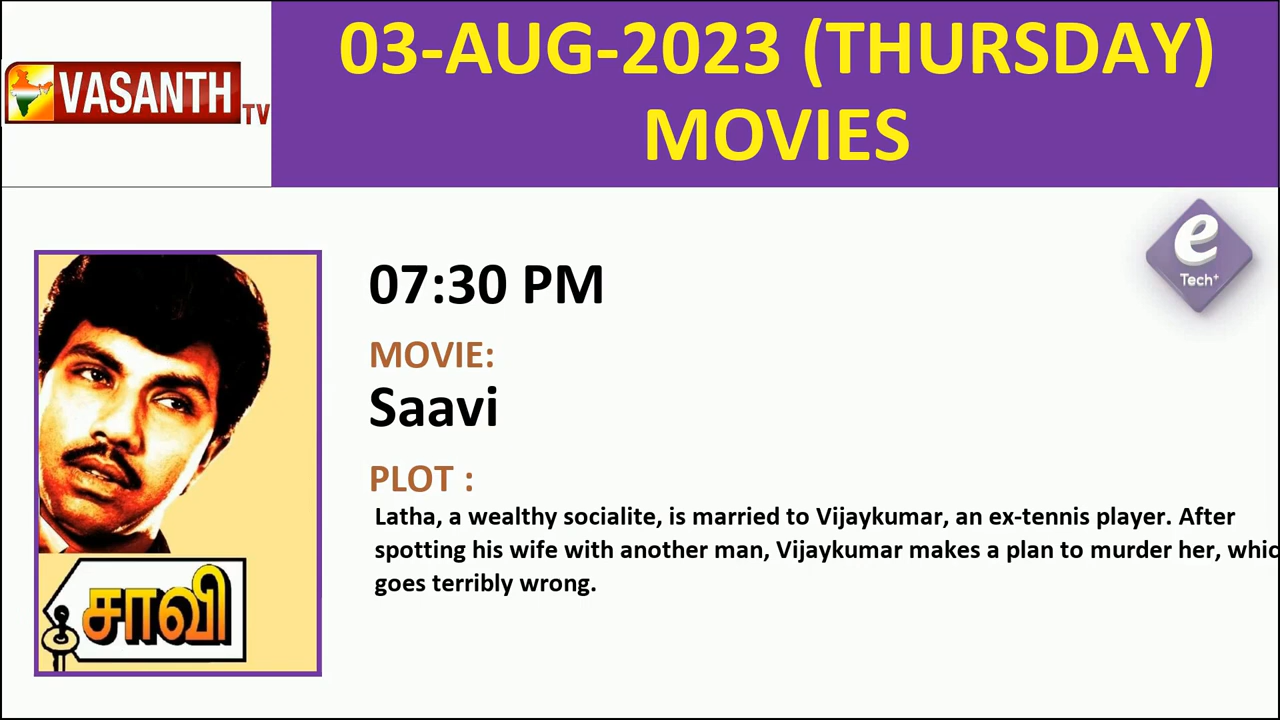 03-AUG-2023 (THURSDAY)
MOVIES
VASANTH TV
e
Tech+
07:30 PM
MOVIE:
Saavi
PLOT :
Latha, a wealthy socialite, is married to Vijaykumar, an ex-tennis player. After
spotting his wife with another man, Vijaykumar makes a plan to murder her, whic
goes terribly wrong.
சாவி